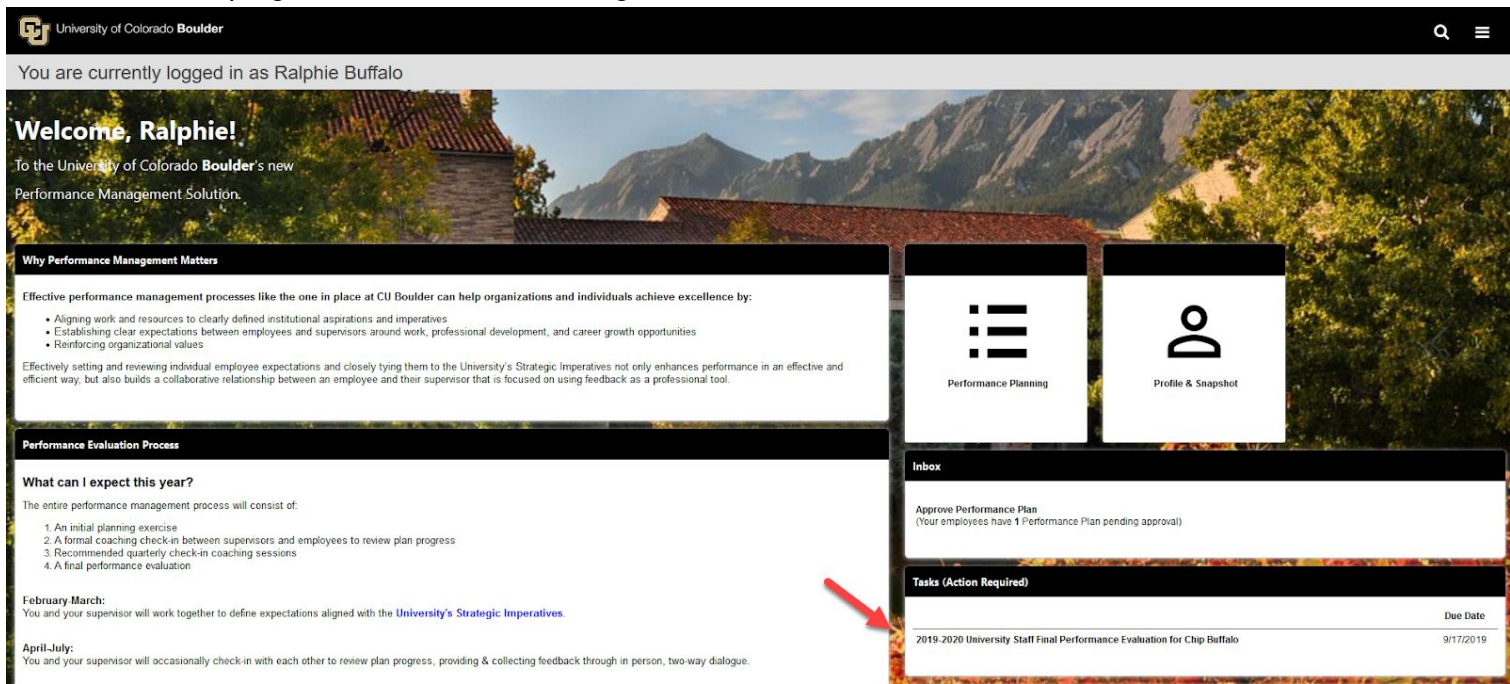 CU University of Colorado Boulder
You are currently logged in as Ralphie Buffalo
Welcome, Ralphie!
To the University of Colorado Boulder's new
Performance Management Solution.
Why Performance Management Matters
Effective performance management processes like the one in place at CU Boulder can help organizations and individuals achieve excellence by:
• Aligning work and resources to clearly defined institutional aspirations and imperatives
• Establishing clear expectations between employees and supervisors around work, professional development, and career growth opportunities
• Reinforcing organizational values
Effectively setting and reviewing individual employee expectations and closely tying them to the University's Strategic Imperatives not only enhances performance in an effective and
efficient way, but also builds a collaborative relationship between an employee and their supervisor that is focused on using feedback as a professional tool.
Performance Evaluation Process
What can I expect this year?
The entire performance management process will consist of:
1. An initial planning exercise
2. A formal coaching check-in between supervisors and employees to review plan progress
3. Recommended quarterly check-in coaching sessions
4. A final performance evaluation
February-March:
You and your supervisor will work together to define expectations aligned with the University's Strategic Imperatives.
April-July:
You and your supervisor will occasionally check-in with each other to review plan progress, providing & collecting feedback through in person, two-way dialogue.
Performance Planning
Profile & Snapshot
Inbox
Approve Performance Plan
(Your employees have 1 Performance Plan pending approval)
Tasks (Action Required)
Due Date
2019-2020 University Staff Final Performance Evaluation for Chip Buffalo 9/17/2019